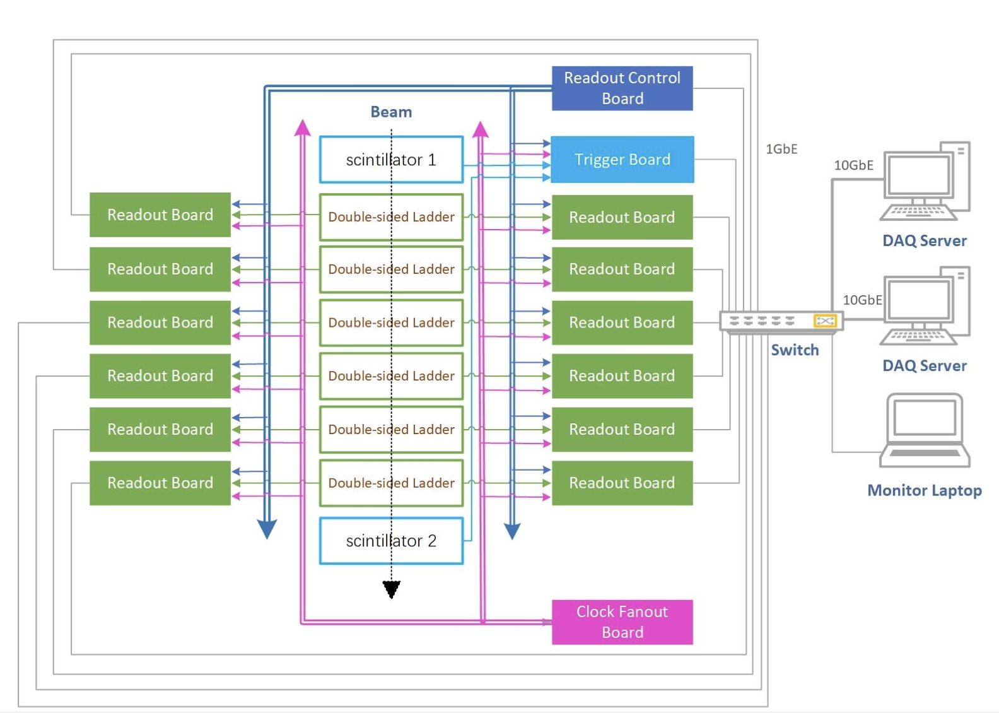 Readout Control
Board
Beam
scintillator 1
Trigger Board
1GbE
10GbE
Readout Board
Double-sided Ladder
Readout Board
DAQ Server
Readout Board
Double-sided Ladder
Readout Board
10GbE
Readout Board
Double-sided Ladder
Readout Board
Switch
DAQ Server
Readout Board
Double-sided Ladder
Readout Board
Readout Board
Double-sided Ladder
Readout Board
Readout Board
Double-sided Ladder
Readout Board
Monitor Laptop
scintillator 2
Clock Fanout
Board